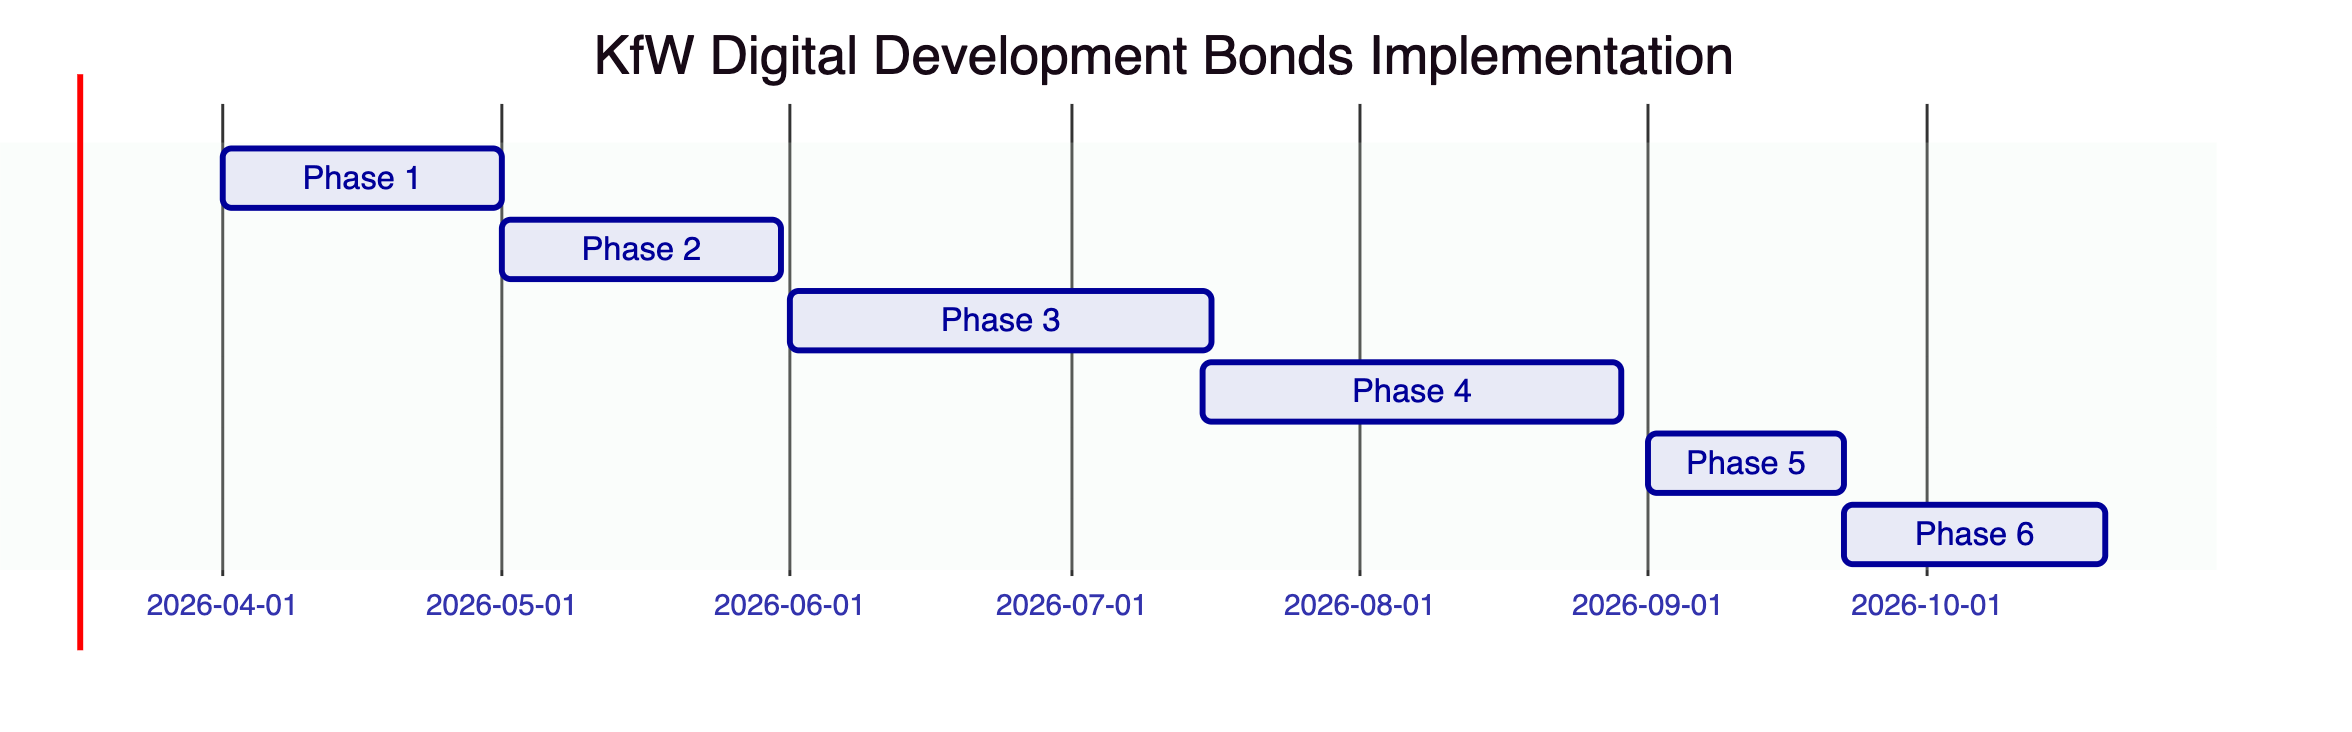 KfW Digital Development Bonds Implementation
Phase 1
Phase 2
Phase 3
Phase 4
Phase 5
Phase 6
2026-04-01
2026-05-01
2026-06-01
2026-07-01
2026-08-01
2026-09-01
2026-10-01